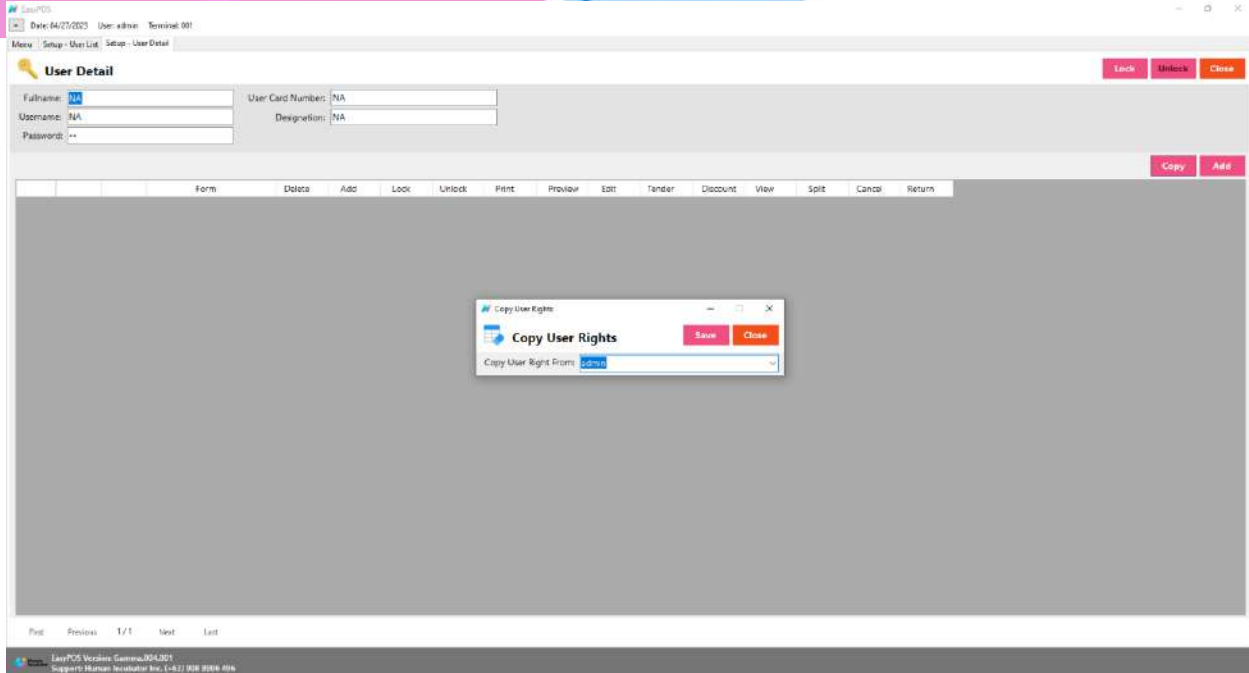 EasyPOS
Date: 04/27/2023 User: admin Terminal: 001
Menu Setup - User List Setup - User Detail
User Detail
Lock Unlock Close
Fullname: NA User Card Number: NA
Username: NA Designation: NA
Password: **
Copy Add
Form Delete Add Lock Unlock Print Preview Edit Tender Discount View Split Cancel Return
Copy User Rights
Copy User Rights Save Close
Copy User Right From: admin
First Previous 1 / 1 Next Last
EasyPOS Version: Gamma.004.001
Support: Human Incubator Inc. (+63)